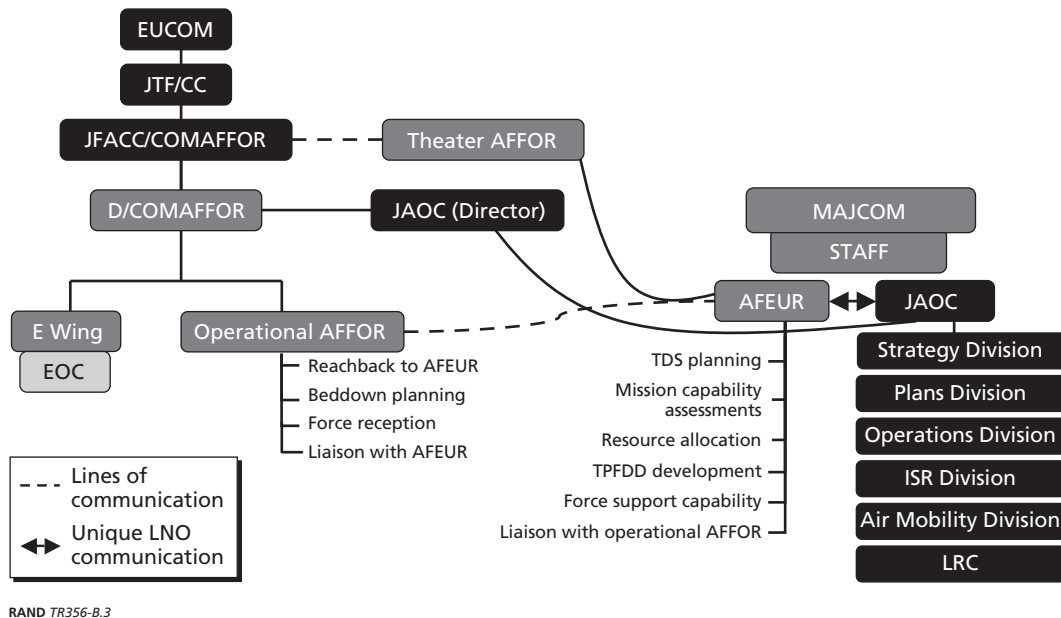 EUCOM
JTF/CC
JFACC/COMAFFOR
Theater AFFOR
D/COMAFFOR
JAOC (Director)
MAJCOM
STAFF
E Wing
EOC
Operational AFFOR
Reachback to AFEUR
Beddown planning
Force reception
Liaison with AFEUR
AFEUR
JAOC
TDS planning
Mission capability
assessments
Resource allocation
TPFDD development
Force support capability
Liaison with operational AFFOR
Strategy Division
Plans Division
Operations Division
ISR Division
Air Mobility Division
LRC
Lines of
communication
Unique LNO
communication
RAND TR356-B.3